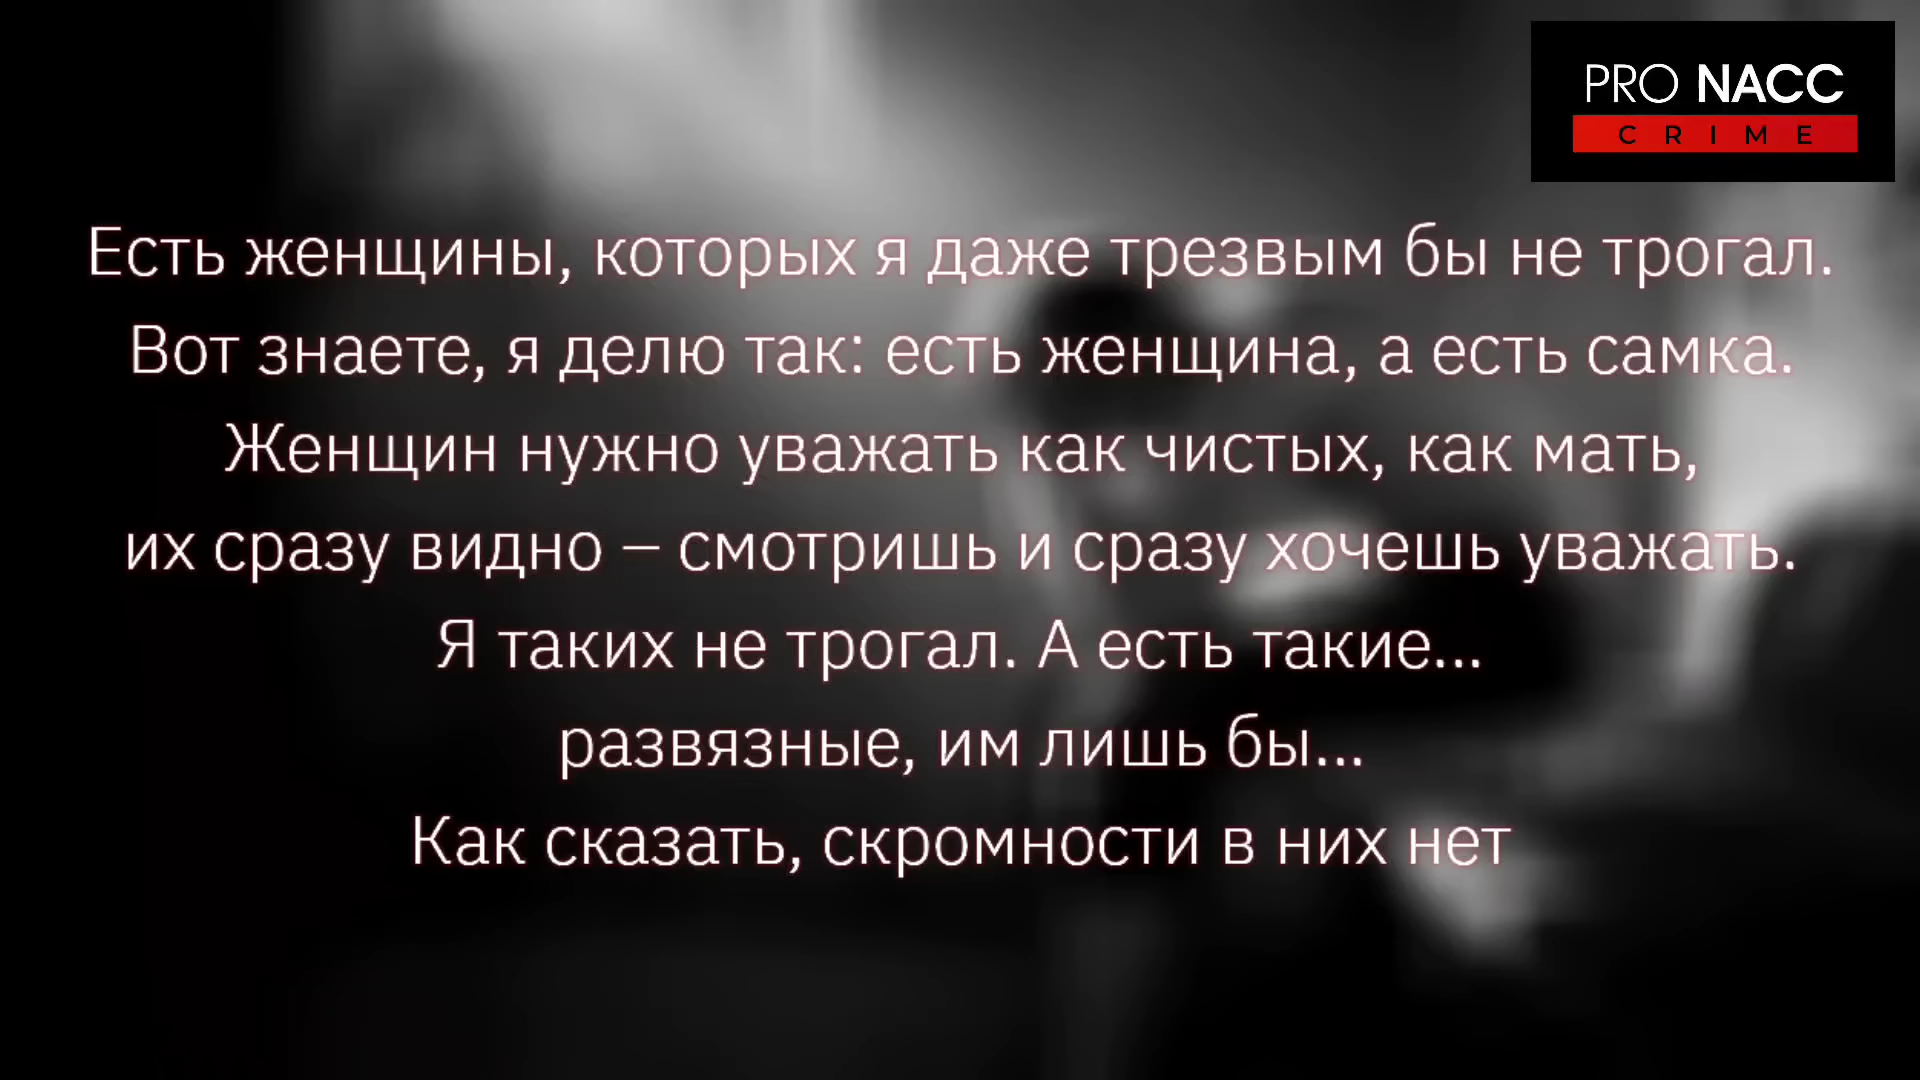 PRO NACC
CRIME
Есть женщины, которых я даже трезвым бы не трогал.
Вот знаете, я делю так: есть женщина, а есть самка.
Женщин нужно уважать как чистых, как мать,
их сразу видно – смотришь и сразу хочешь уважать.
Я таких не трогал. А есть такие...
развязные, им лишь бы...
Как сказать, скромности в них нет